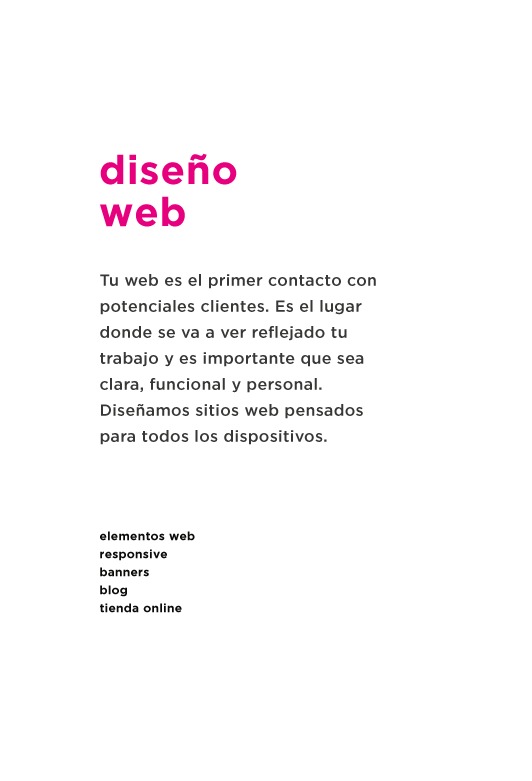 diseño
web
Tu web es el primer contacto con
potenciales clientes. Es el lugar
donde se va a ver reflejado tu
trabajo y es importante que sea
clara, funcional y personal.
Diseñamos sitios web pensados
para todos los dispositivos.
elementos web
responsive
banners
blog
tienda online